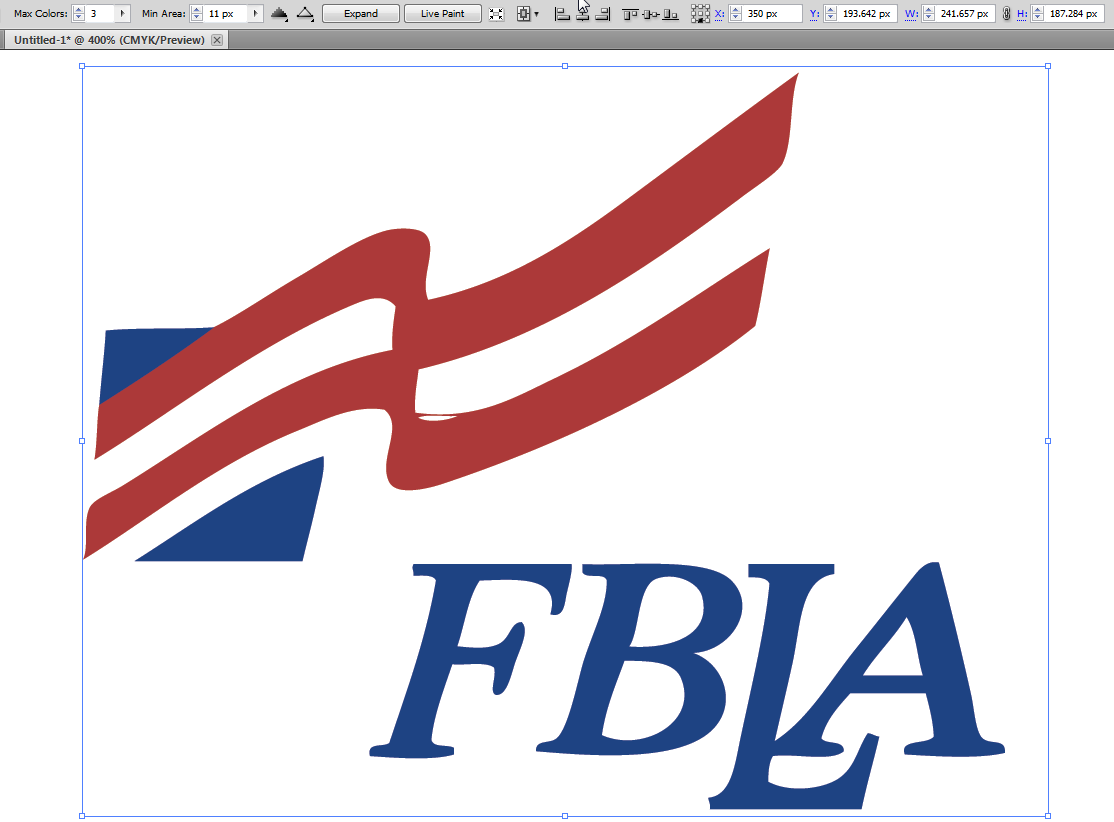 Max Colors: 3 Min Area: 11 px Expand Live Paint X: 350 px Y: 193.642 px W: 241.657 px H: 187.284 px
Untitled-1* @ 400% (CMYK/Preview)
FBLA